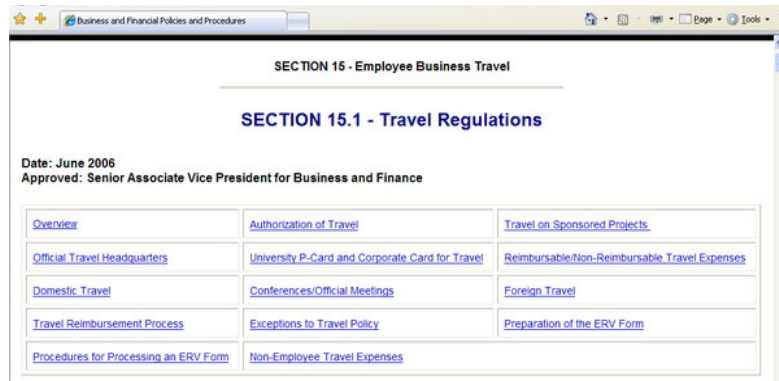 Business and Financial Policies and Procedures
Page
Tools
SECTION 15 - Employee Business Travel
SECTION 15.1 - Travel Regulations
Date: June 2006
Approved: Senior Associate Vice President for Business and Finance
Overview Authorization of Travel Travel on Sponsored Projects
Official Travel Headquarters University P-Card and Corporate Card for Travel Reimbursable/Non-Reimbursable Travel Expenses
Domestic Travel Conferences/Official Meetings Foreign Travel
Travel Reimbursement Process Exceptions to Travel Policy Preparation of the ERV Form
Procedures for Processing an ERV Form Non-Employee Travel Expenses